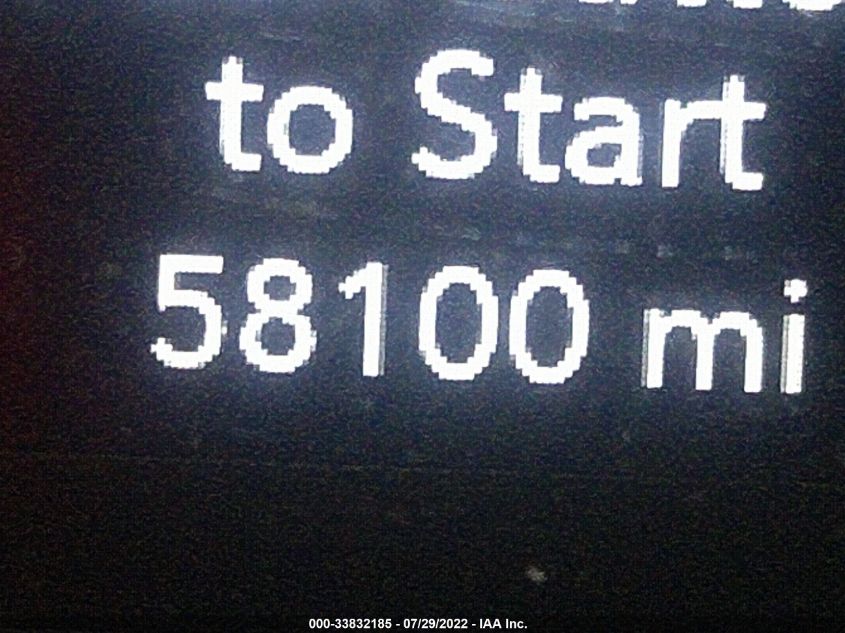 to Start
58100 mi
000-33832185 - 07/29/2022 - IAA Inc.